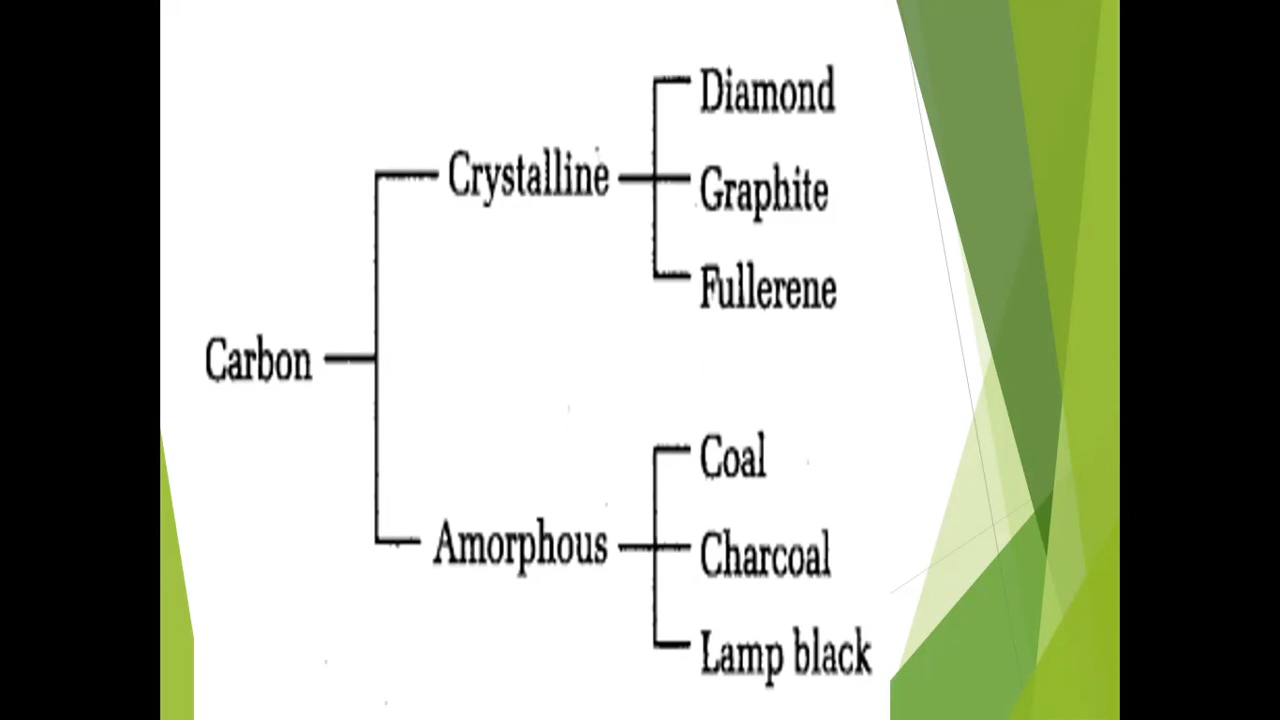 Diamond
Crystalline
Graphite
Fullerene
Carbon
Coal
Amorphous
Charcoal
Lamp black